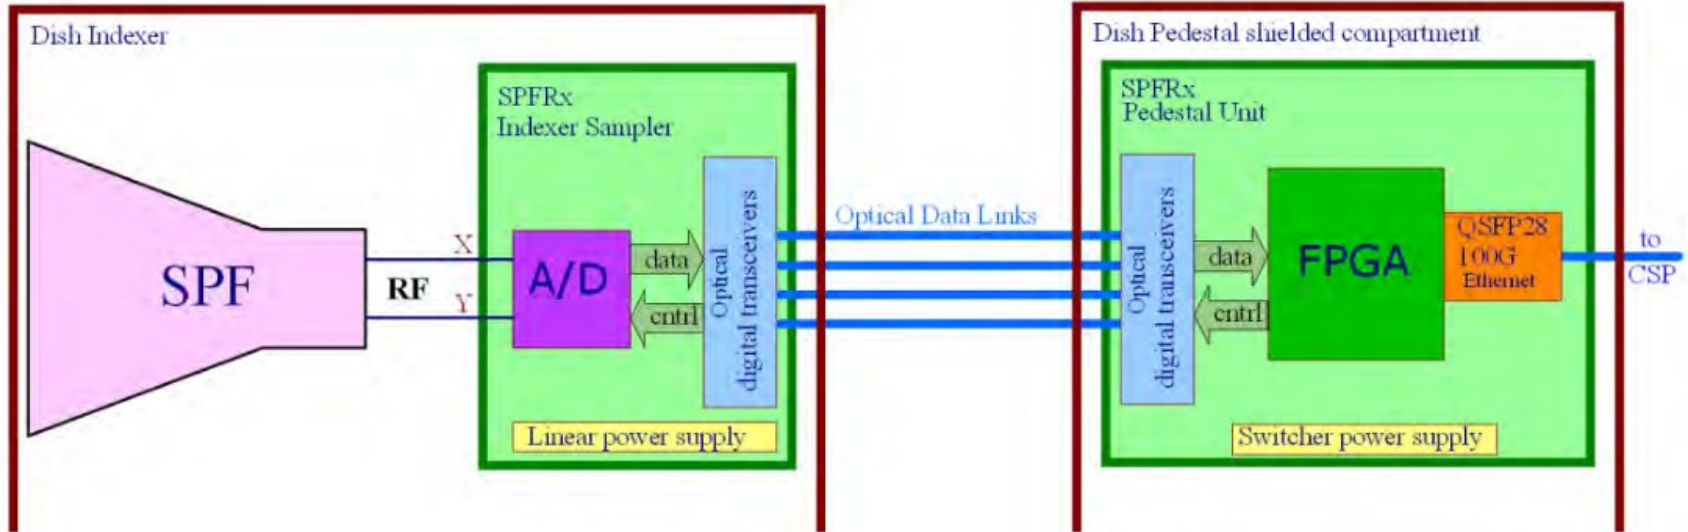 Dish Indexer
SPFRx
Indexer Sampler
SPF
X
RF
Y
A/D
data
cntrl
Optical
digital transceivers
Linear power supply
Optical Data Links
Dish Pedestal shielded compartment
SPFRx
Pedestal Unit
Optical
digital transceivers
data
cntrl
FPGA
QSFP28
100G
Ethernet
Switcher power supply
to
CSP